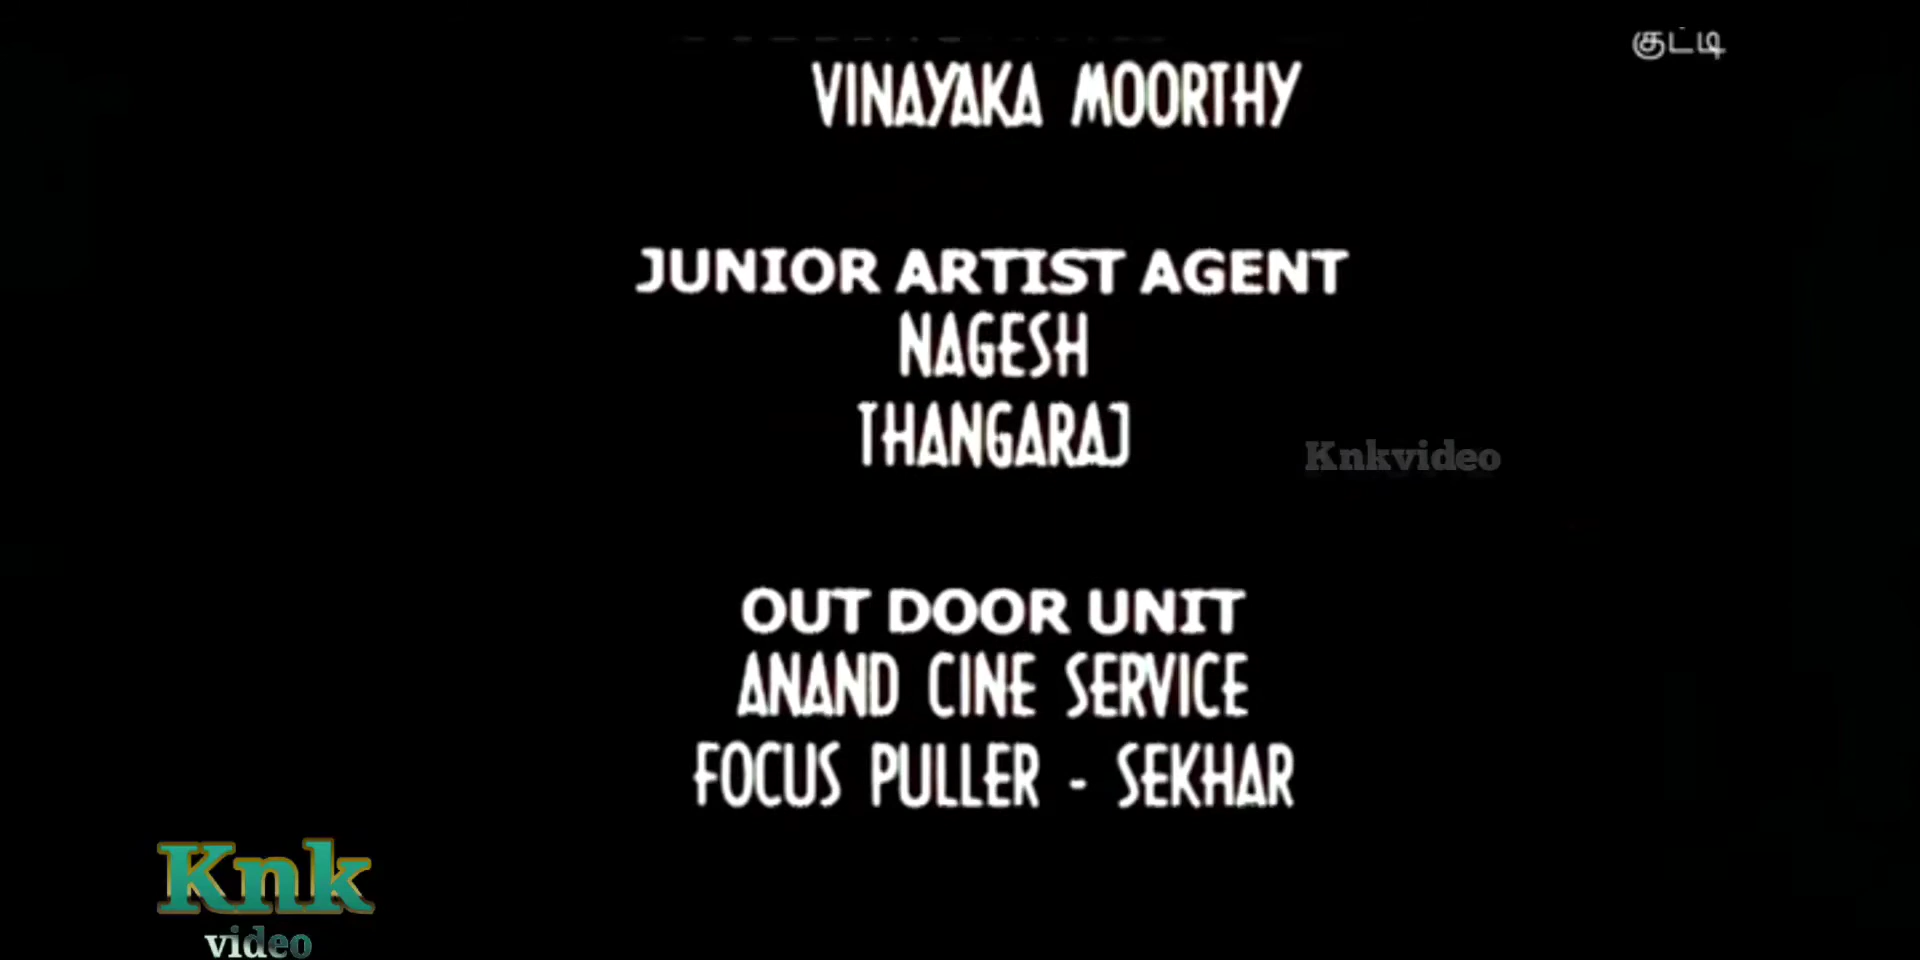 குட்டி
VINAYAKA MOORTHY
JUNIOR ARTIST AGENT
NAGESH
THANGARAJ
Knkvideo
OUT DOOR UNIT
ANAND CINE SERVICE
FOCUS PULLER - SEKHAR
Knk
video